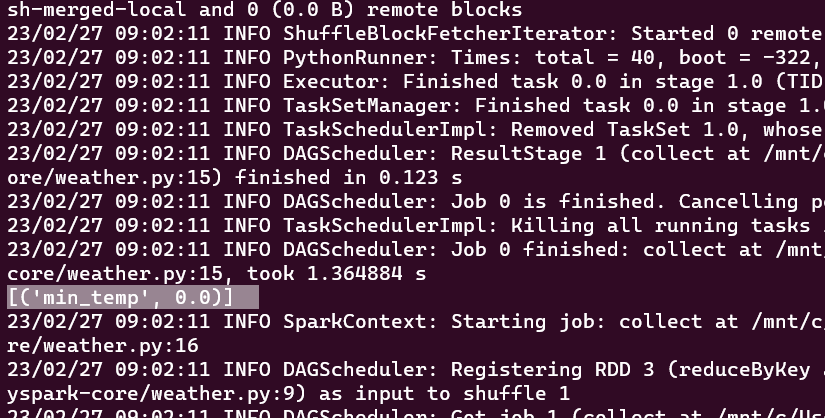 sh-merged-local and 0 (0.0 B) remote blocks
23/02/27 09:02:11 INFO ShuffleBlockFetcherIterator: Started 0 remote
23/02/27 09:02:11 INFO PythonRunner: Times: total = 40, boot = -322,
23/02/27 09:02:11 INFO Executor: Finished task 0.0 in stage 1.0 (TID
23/02/27 09:02:11 INFO TaskSetManager: Finished task 0.0 in stage 1.0
23/02/27 09:02:11 INFO TaskSchedulerImpl: Removed TaskSet 1.0, whose
23/02/27 09:02:11 INFO DAGScheduler: ResultStage 1 (collect at /mnt/c
ore/weather.py:15) finished in 0.123 s
23/02/27 09:02:11 INFO DAGScheduler: Job 0 is finished. Cancelling po
23/02/27 09:02:11 INFO TaskSchedulerImpl: Killing all running tasks
23/02/27 09:02:11 INFO DAGScheduler: Job 0 finished: collect at /mnt/
core/weather.py:15, took 1.364884 s
[('min_temp', 0.0)]
23/02/27 09:02:11 INFO SparkContext: Starting job: collect at /mnt/c
re/weather.py:16
23/02/27 09:02:11 INFO DAGScheduler: Registering RDD 3 (reduceByKey a
yspark-core/weather.py:9) as input to shuffle 1
23/02/27 09:02:11 INFO DAGScheduler: Got job 1 (collect at /mnt/c/Us